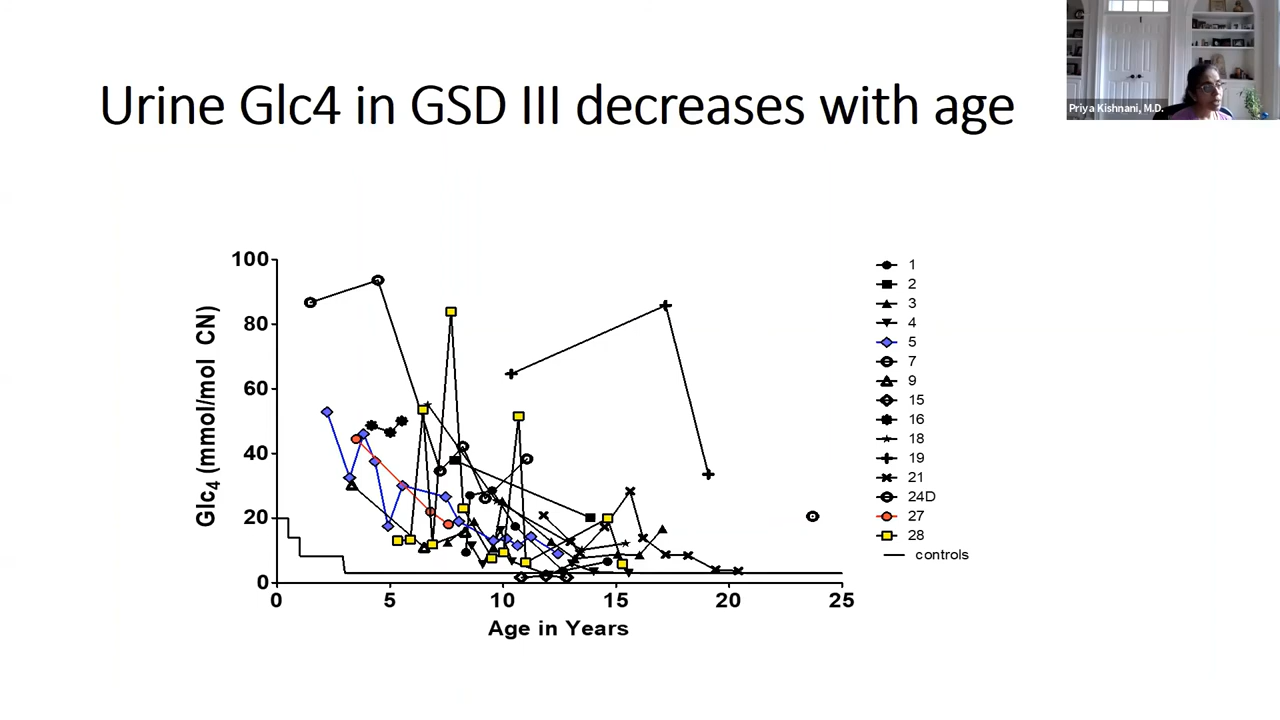 Priya Kishnani, M.D.
Urine Glc4 in GSD III decreases with age
100
80
60
40
20
0
Glc4 (mmol/mol CN)
0 5 10 15 20 25
Age in Years
1
2
3
4
5
7
9
15
16
18
19
21
24D
27
28
controls